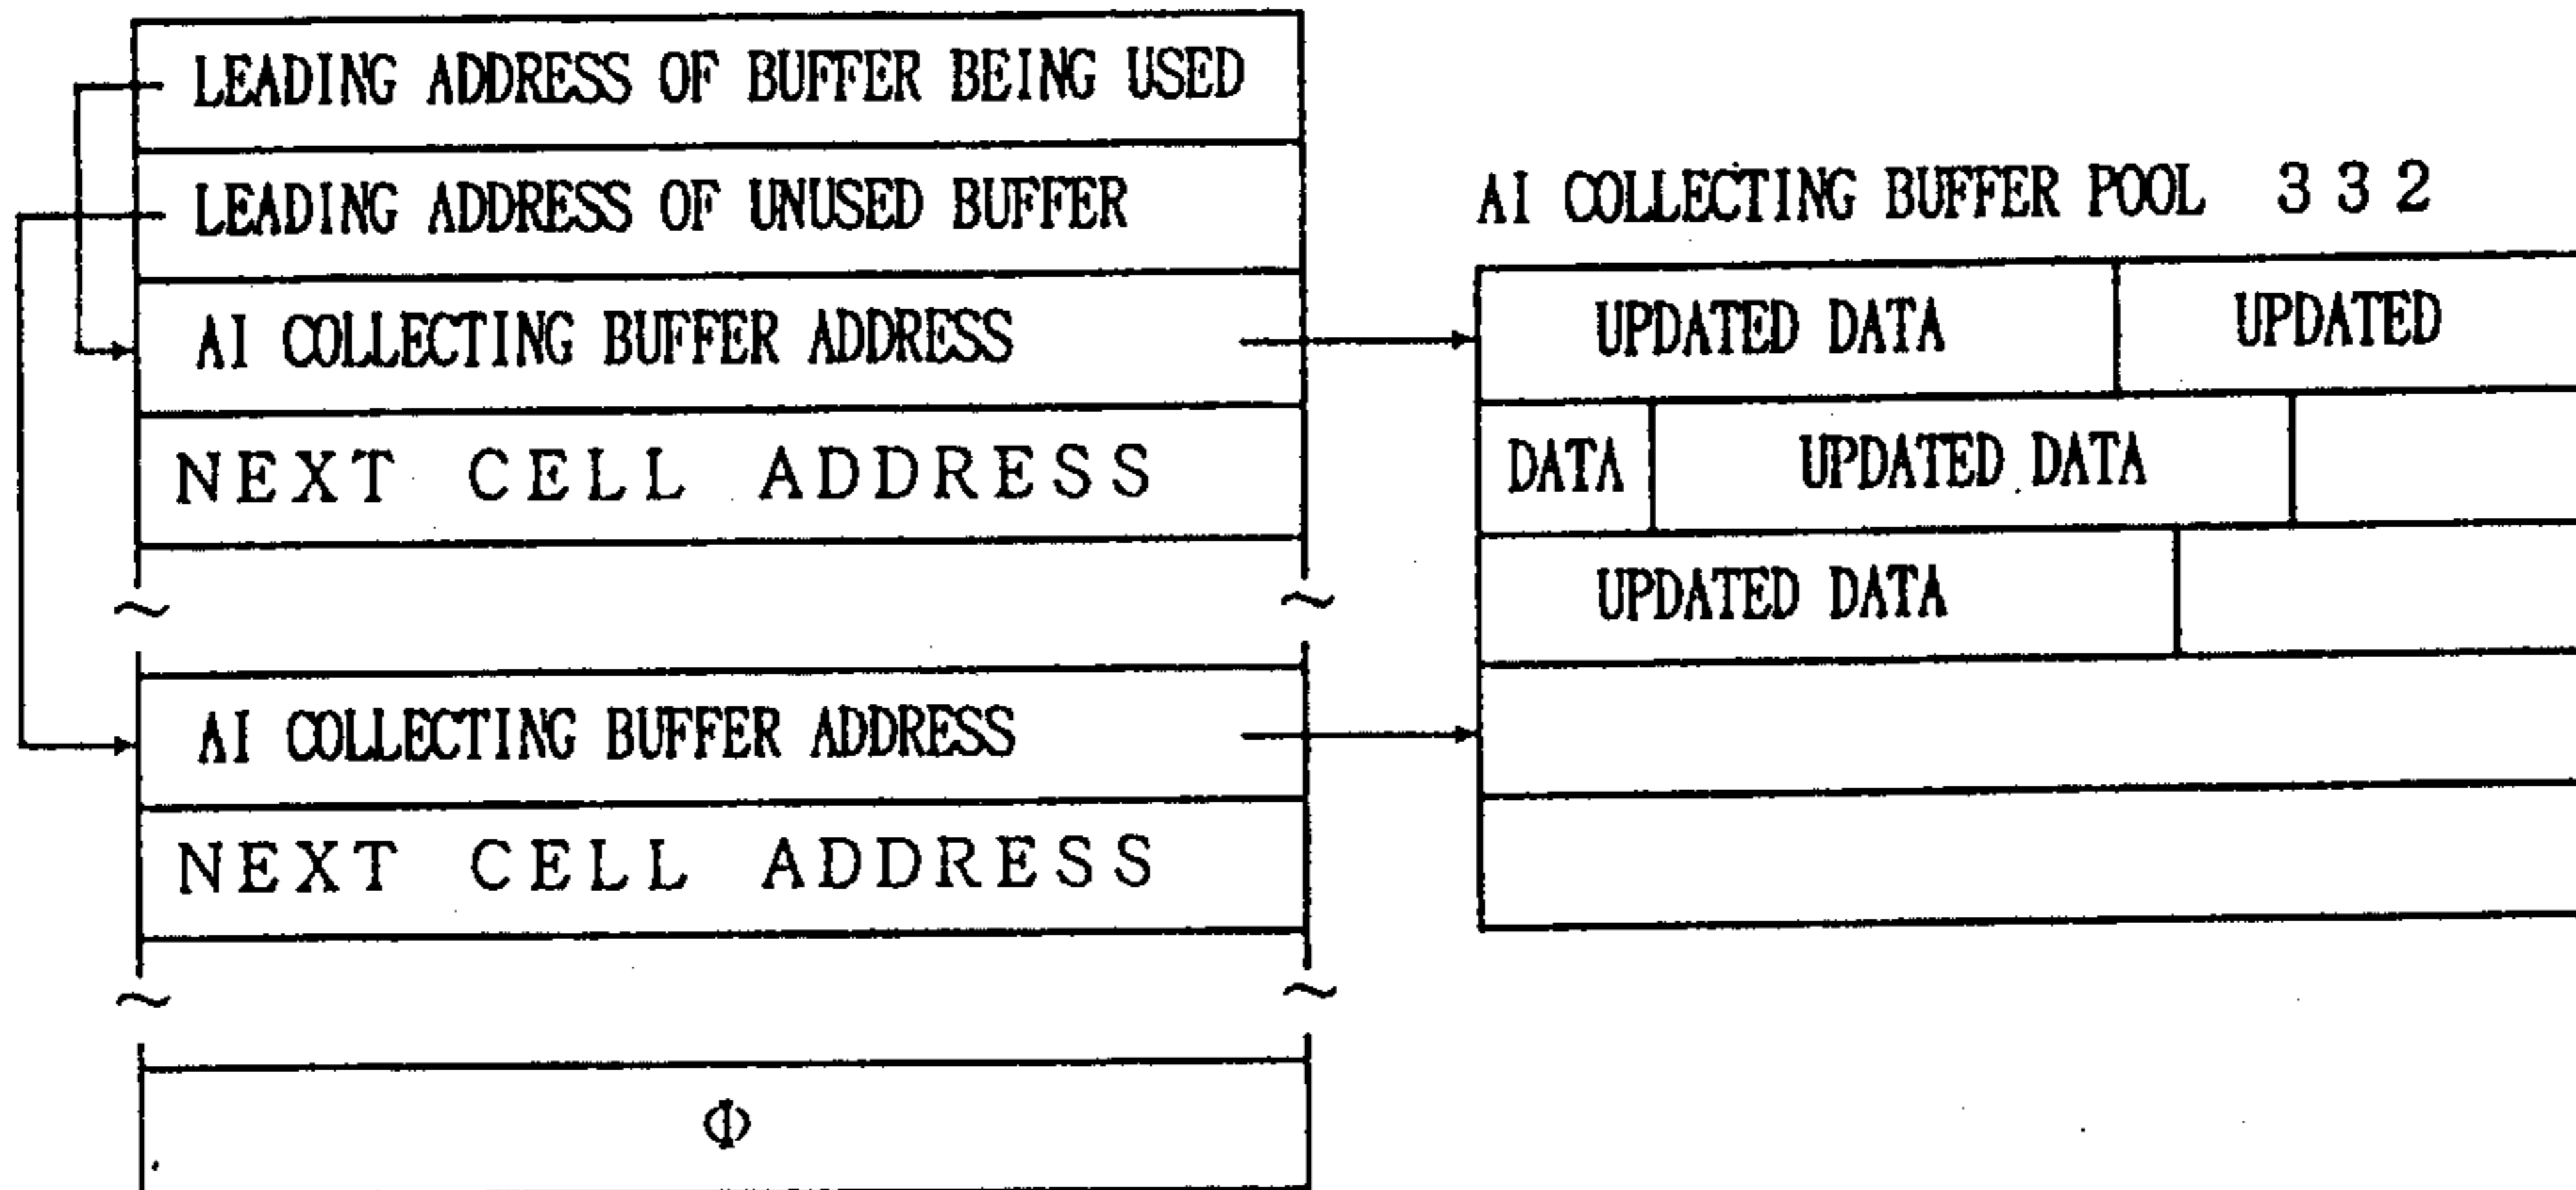 LEADING ADDRESS OF BUFFER BEING USED
LEADING ADDRESS OF UNUSED BUFFER
AI COLLECTING BUFFER ADDRESS
NEXT CELL ADDRESS
AI COLLECTING BUFFER ADDRESS
NEXT CELL ADDRESS
Φ
AI COLLECTING BUFFER POOL 332
UPDATED DATA UPDATED
DATA UPDATED DATA
UPDATED DATA